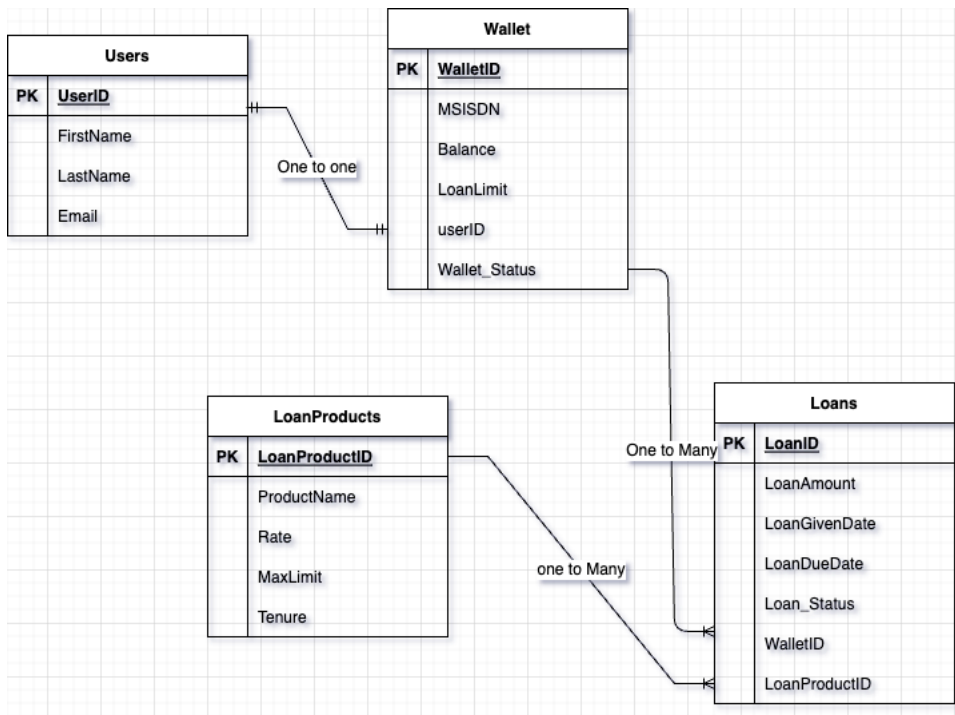 Users
PK UserID
FirstName
LastName
Email
One to one
Wallet
PK WalletID
MSISDN
Balance
LoanLimit
userID
Wallet_Status
LoanProducts
PK LoanProductID
ProductName
Rate
MaxLimit
Tenure
one to Many
One to Many
Loans
PK LoanID
LoanAmount
LoanGivenDate
LoanDueDate
Loan_Status
WalletID
LoanProductID